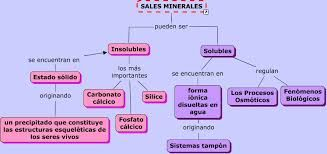 SALES MINERALES
pueden ser
Insolubles
Solubles
se encuentran en
los más
importantes
se encuentran en
regulan
Estado sólido
Carbonato
cálcico
Sílice
forma
iónica
disueltas en
agua
Los Procesos
Osmóticos
Fenómenos
Biológicos
originando
Fosfato
cálcico
un precipitado que constituye
las estructuras esqueléticas de
los seres vivos
originando
Sistemas tampón